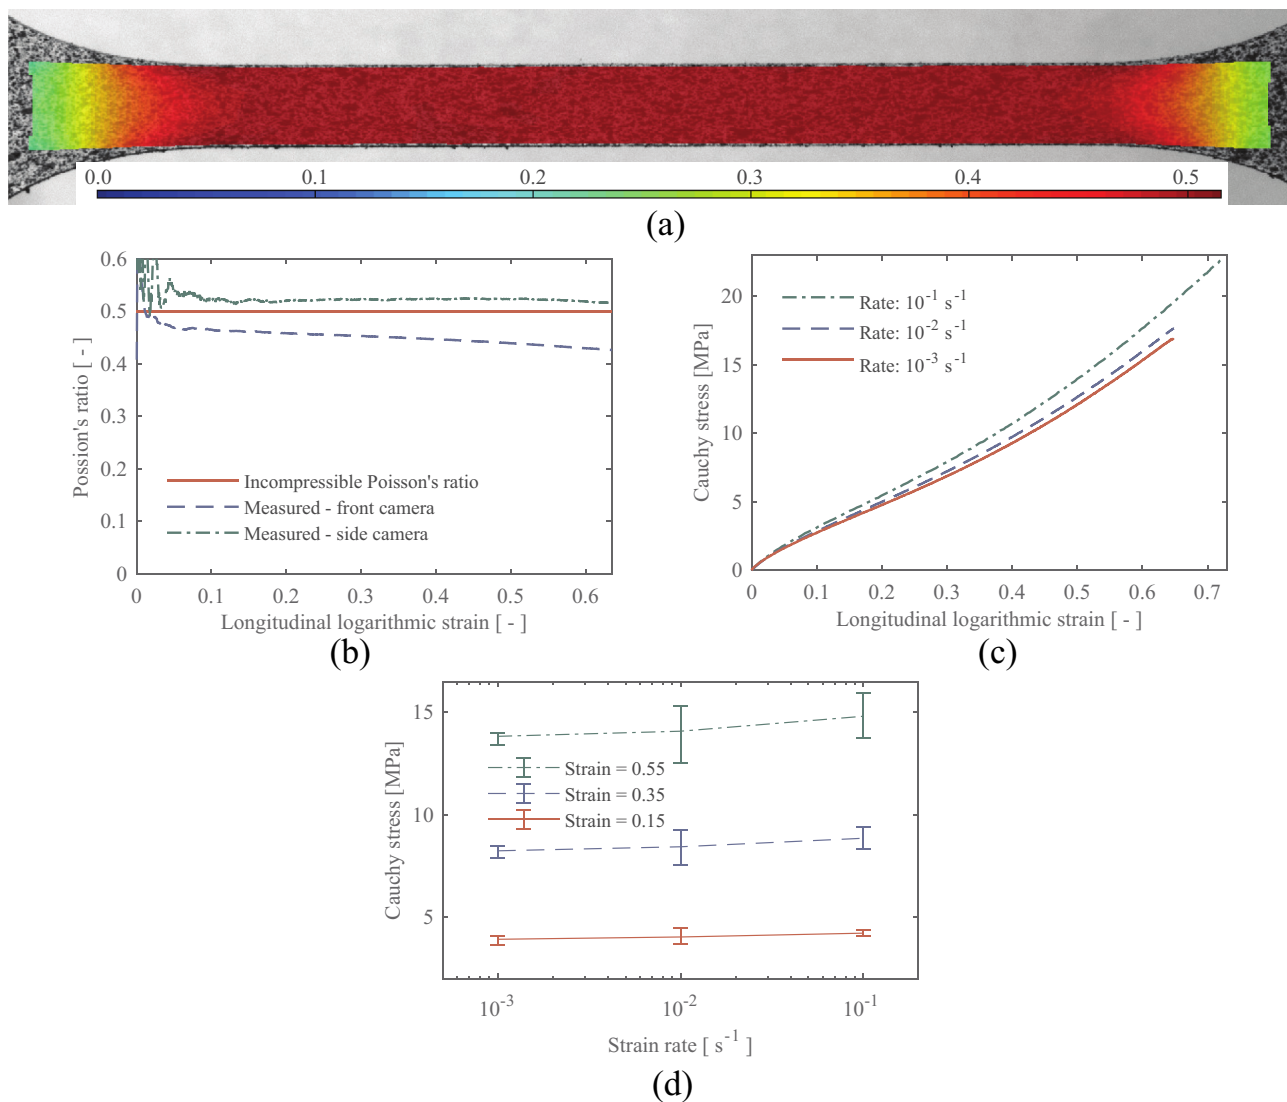 0.0 0.1 0.2 0.3 0.4 0.5
(a)
0.6
0.5
0.4
0.3
0.2
0.1
0
Possion's ratio [ - ]
Incompressible Poisson's ratio
Measured - front camera
Measured - side camera
0 0.1 0.2 0.3 0.4 0.5 0.6
Longitudinal logarithmic strain [ - ]
(b)
20
15
10
5
0
Cauchy stress [MPa]
Rate: 10⁻¹ s⁻¹
Rate: 10⁻² s⁻¹
Rate: 10⁻³ s⁻¹
0 0.1 0.2 0.3 0.4 0.5 0.6 0.7
Longitudinal logarithmic strain [ - ]
(c)
15
10
5
Cauchy stress [MPa]
Strain = 0.55
Strain = 0.35
Strain = 0.15
10⁻³ 10⁻² 10⁻¹
Strain rate [ s⁻¹ ]
(d)